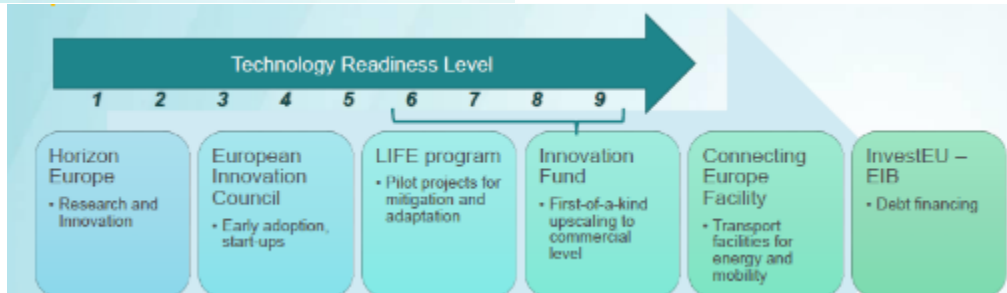 Technology Readiness Level
1 2 3 4 5 6 7 8 9
Horizon
Europe
• Research and
Innovation
European
Innovation
Council
• Early adoption,
start-ups
LIFE program
• Pilot projects for
mitigation and
adaptation
Innovation
Fund
• First-of-a-kind
upscaling to
commercial
level
Connecting
Europe
Facility
• Transport
facilities for
energy and
mobility
InvestEU –
EIB
• Debt financing